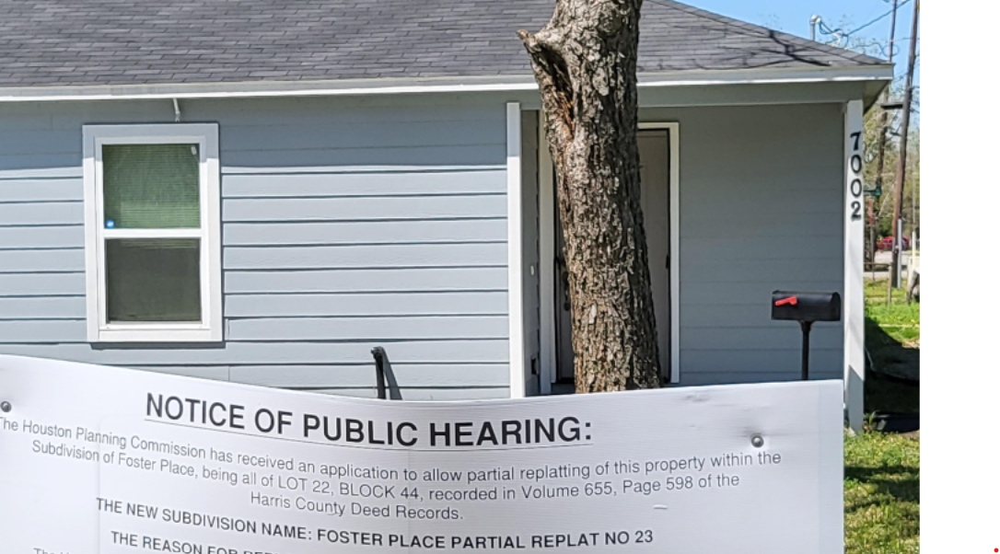 7002
NOTICE OF PUBLIC HEARING:
The Houston Planning Commission has received an application to allow partial replatting of this property within the
Subdivision of Foster Place, being all of LOT 22, BLOCK 44, recorded in Volume 655, Page 598 of the
Harris County Deed Records.
THE NEW SUBDIVISION NAME: FOSTER PLACE PARTIAL REPLAT NO 23
THE REASON FOR